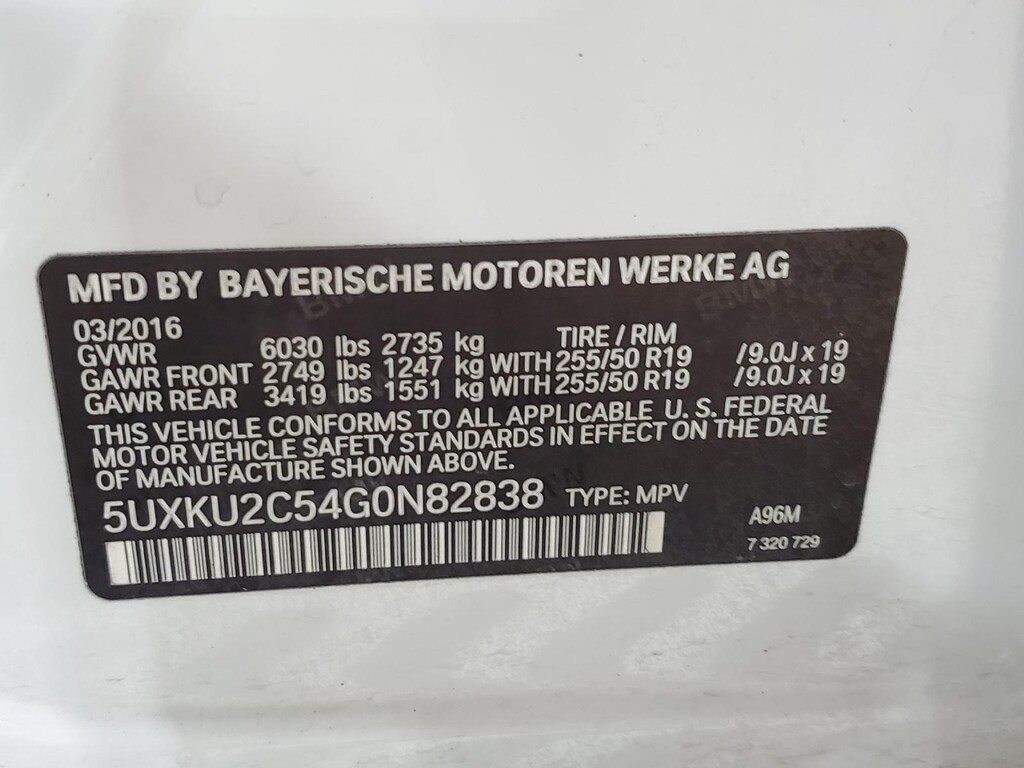 MFD BY BAYERISCHE MOTOREN WERKE AG
03/2016 TIRE / RIM
GVWR 6030 lbs 2735 kg
GAWR FRONT 2749 lbs 1247 kg WITH 255/50 R19 /9.0J x 19
GAWR REAR 3419 lbs 1551 kg WITH 255/50 R19 /9.0J x 19
THIS VEHICLE CONFORMS TO ALL APPLICABLE U. S. FEDERAL
MOTOR VEHICLE SAFETY STANDARDS IN EFFECT ON THE DATE
OF MANUFACTURE SHOWN ABOVE.
5UXKU2C54G0N82838 TYPE: MPV
A96M
7 320 729